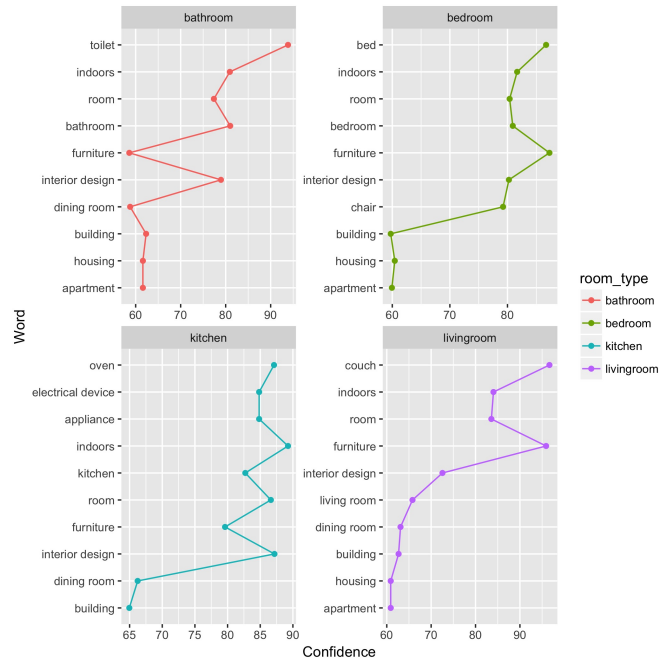 bathroom
bedroom
toilet
indoors
room
bathroom
furniture
interior design
dining room
building
housing
apartment
60 70 80 90
bed
indoors
room
bedroom
furniture
interior design
chair
building
housing
apartment
60 70 80
kitchen
livingroom
oven
electrical device
appliance
indoors
kitchen
room
furniture
interior design
dining room
building
65 70 75 80 85 90
couch
indoors
room
furniture
interior design
living room
dining room
building
housing
apartment
60 70 80 90
Word
Confidence
room_type
bathroom
bedroom
kitchen
livingroom